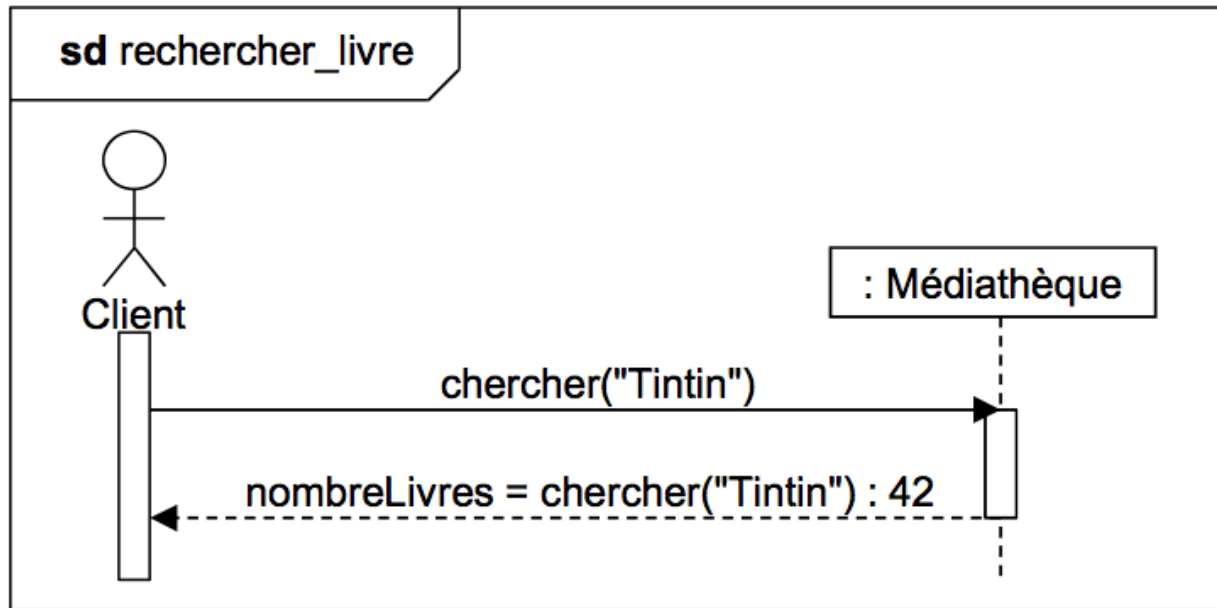 sd rechercher_livre
Client
: Médiathèque
chercher("Tintin")
nombreLivres = chercher("Tintin") : 42